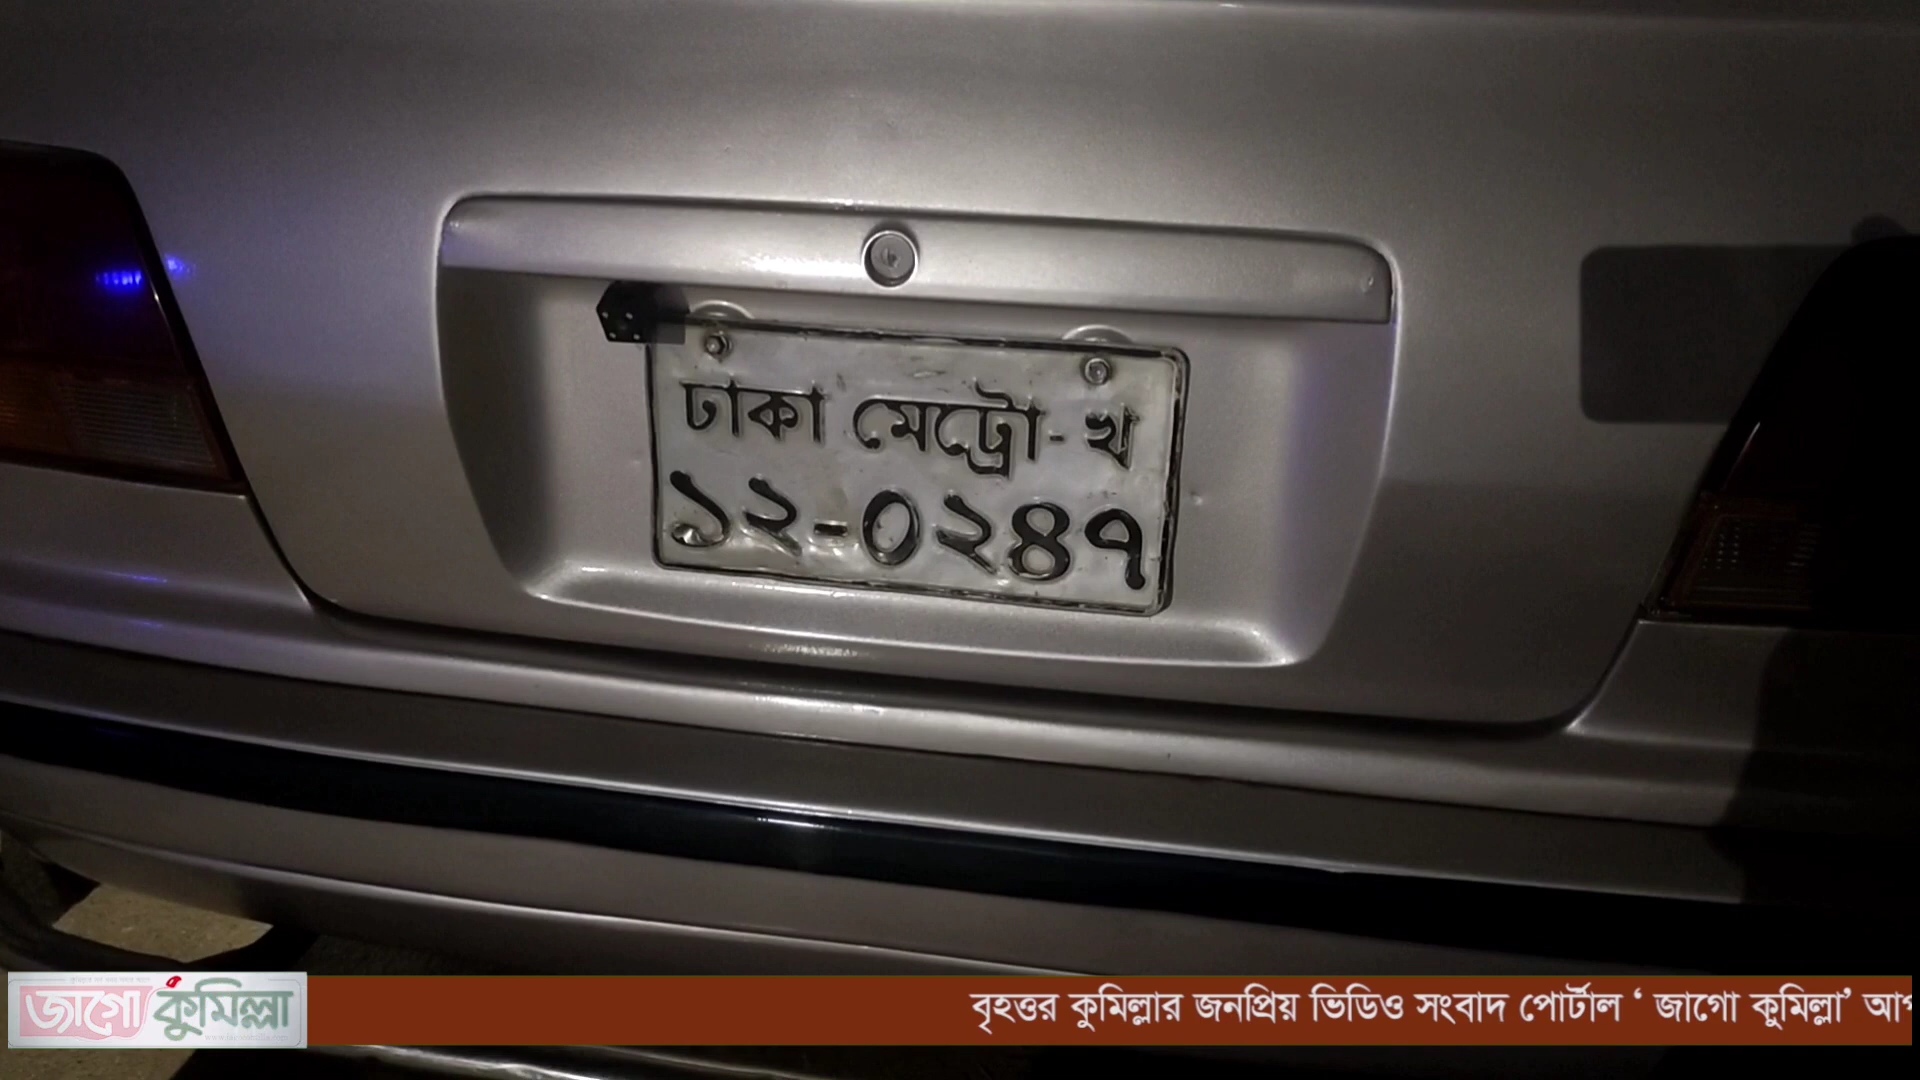 ঢাকা মেট্রো-খ
১২-০২৪৭
জাগো কুমিল্লা
বৃহত্তর কুমিল্লার জনপ্রিয় ভিডিও সংবাদ পোর্টাল ‘ জাগো কুমিল্লা’